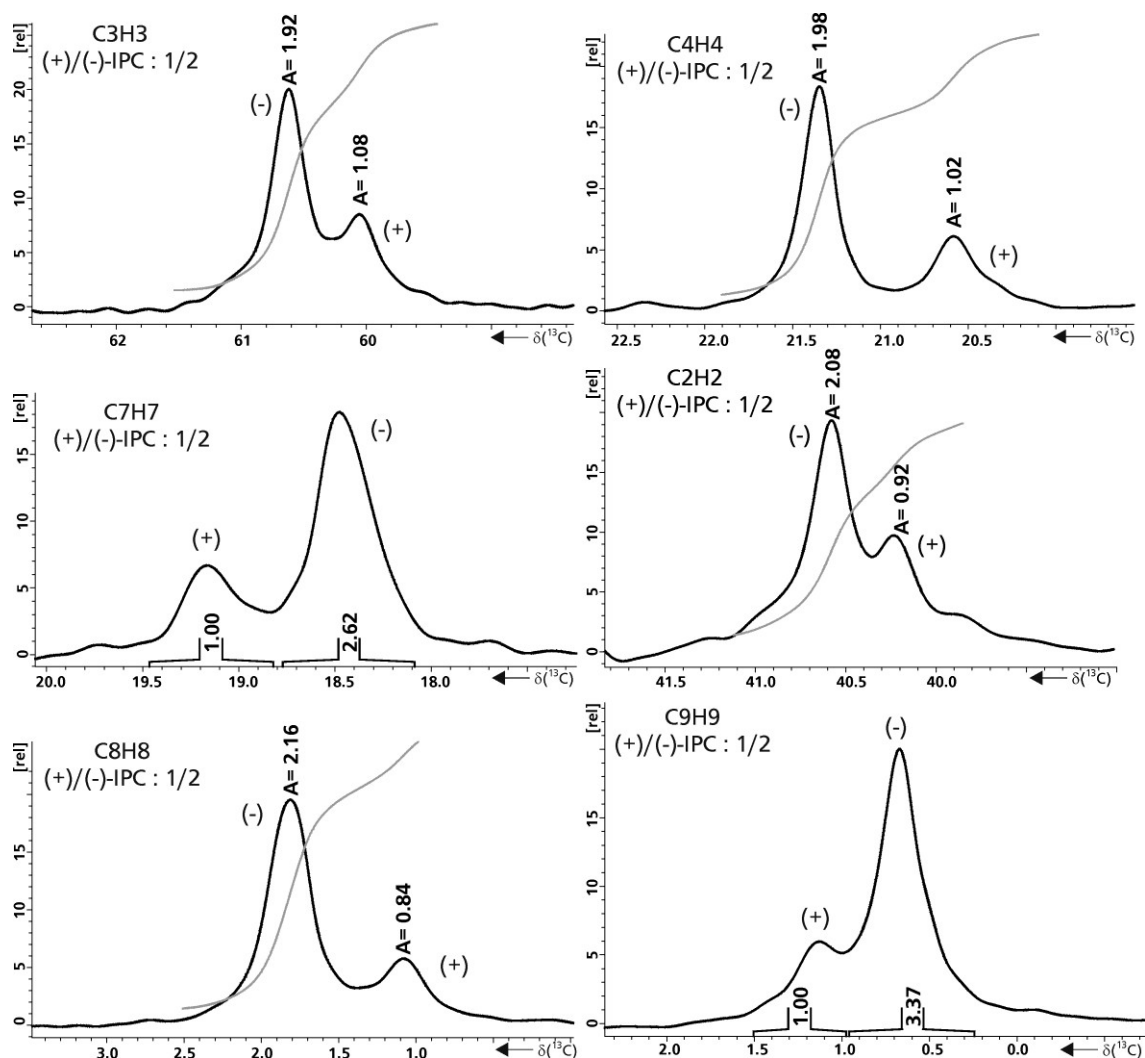 C3H3
(+)/(-)-IPC : 1/2
[rel]
20
15
10
5
0
(-)
A= 1.92
A= 1.08
(+)
62
61
60
δ(¹³C)
C4H4
(+)/(-)-IPC : 1/2
[rel]
15
10
5
0
(-)
A= 1.98
A= 1.02
(+)
22.5
22.0
21.5
21.0
20.5
δ(¹³C)
C7H7
(+)/(-)-IPC : 1/2
[rel]
15
10
5
0
(+)
(-)
1.00
2.62
20.0
19.5
19.0
18.5
18.0
δ(¹³C)
C2H2
(+)/(-)-IPC : 1/2
[rel]
15
10
5
0
(-)
A= 2.08
A= 0.92
(+)
41.5
41.0
40.5
40.0
δ(¹³C)
C8H8
(+)/(-)-IPC : 1/2
[rel]
15
10
5
0
(-)
A= 2.16
A= 0.84
(+)
3.0
2.5
2.0
1.5
1.0
δ(¹³C)
C9H9
(+)/(-)-IPC : 1/2
[rel]
20
15
10
5
0
(-)
(+)
1.00
3.37
2.0
1.5
1.0
0.5
0.0
δ(¹³C)